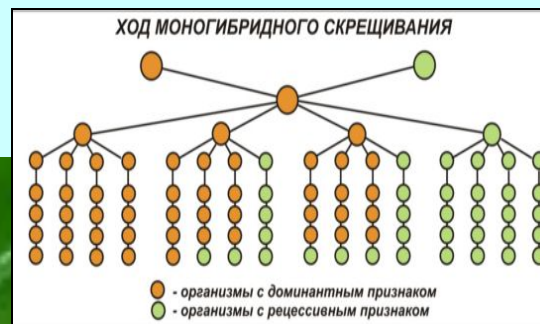 ХОД МОНОГИБРИДНОГО СКРЕЩИВАНИЯ
- организмы с доминантным признаком
- организмы с рецессивным признаком